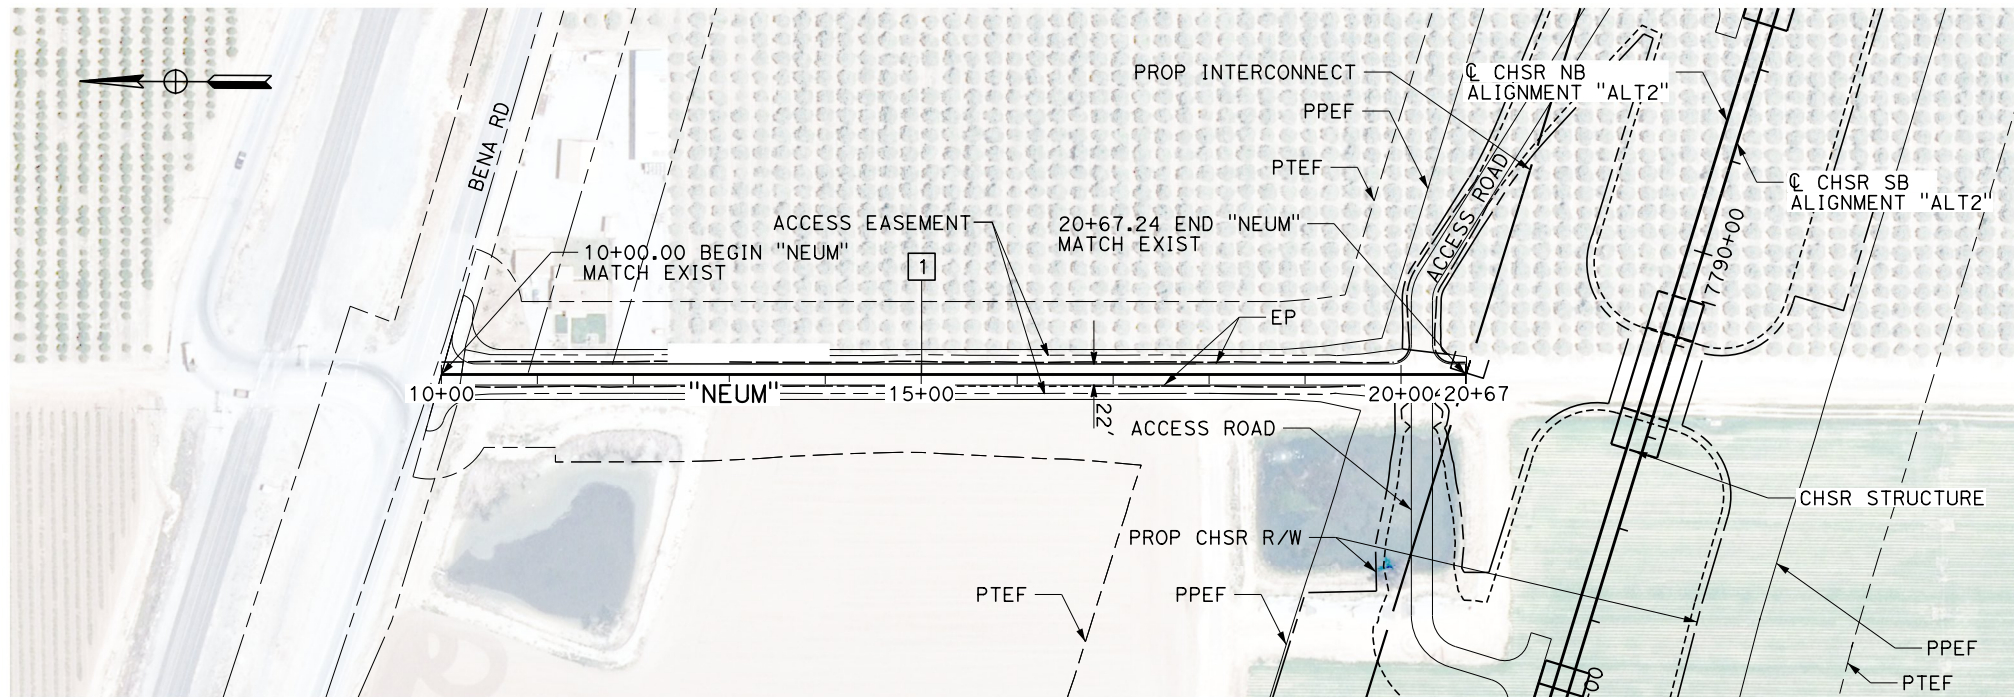 PROP INTERCONNECT
℄ CHSR NB
ALIGNMENT "ALT2"
PPEF
BENA RD
PTEF
ACCESS ROAD
℄ CHSR SB
ALIGNMENT "ALT2"
ACCESS EASEMENT
20+67.24 END "NEUM"
MATCH EXIST
10+00.00 BEGIN "NEUM"
MATCH EXIST
1
7790+00
EP
10+00
"NEUM"
15+00
20+00
20+67
22'
ACCESS ROAD
CHSR STRUCTURE
PROP CHSR R/W
PTEF
PPEF
PPEF
PTEF
00